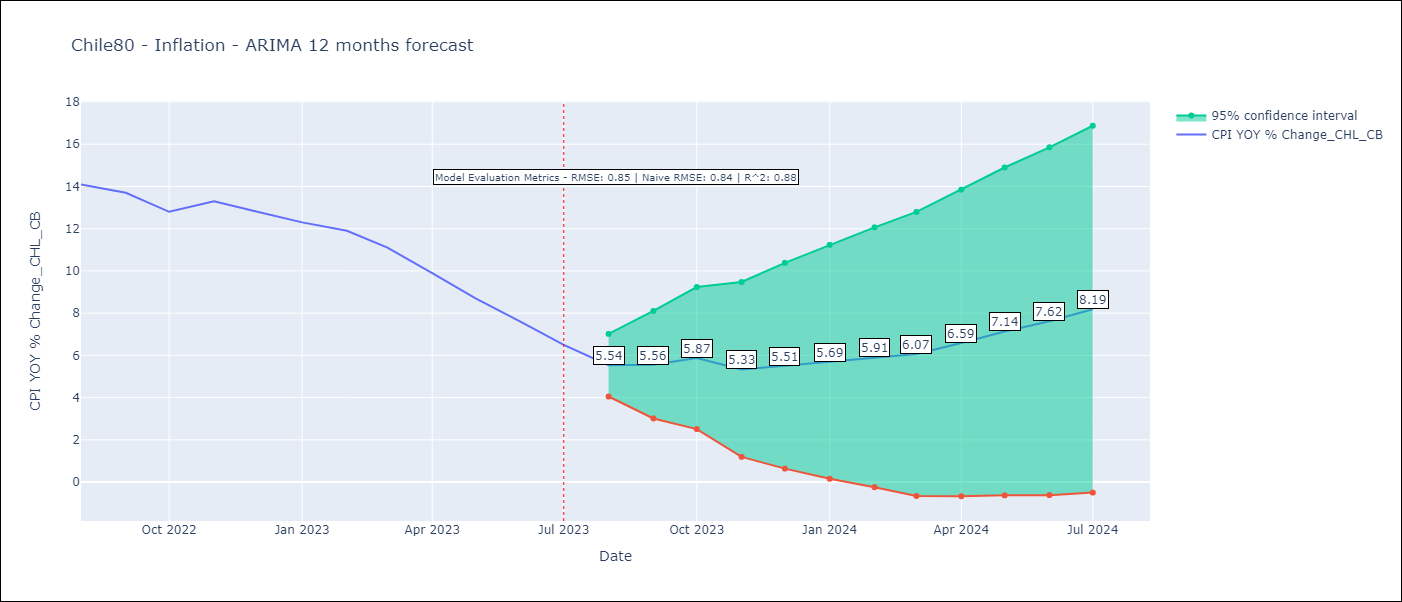 Chile80 - Inflation - ARIMA 12 months forecast
95% confidence interval
CPI YOY % Change_CHL_CB
Model Evaluation Metrics - RMSE: 0.85 | Naive RMSE: 0.84 | R^2: 0.88
CPI YOY % Change_CHL_CB
18
16
14
12
10
8
6
4
2
0
5.54
5.56
5.87
5.33
5.51
5.69
5.91
6.07
6.59
7.14
7.62
8.19
Oct 2022
Jan 2023
Apr 2023
Jul 2023
Oct 2023
Jan 2024
Apr 2024
Jul 2024
Date